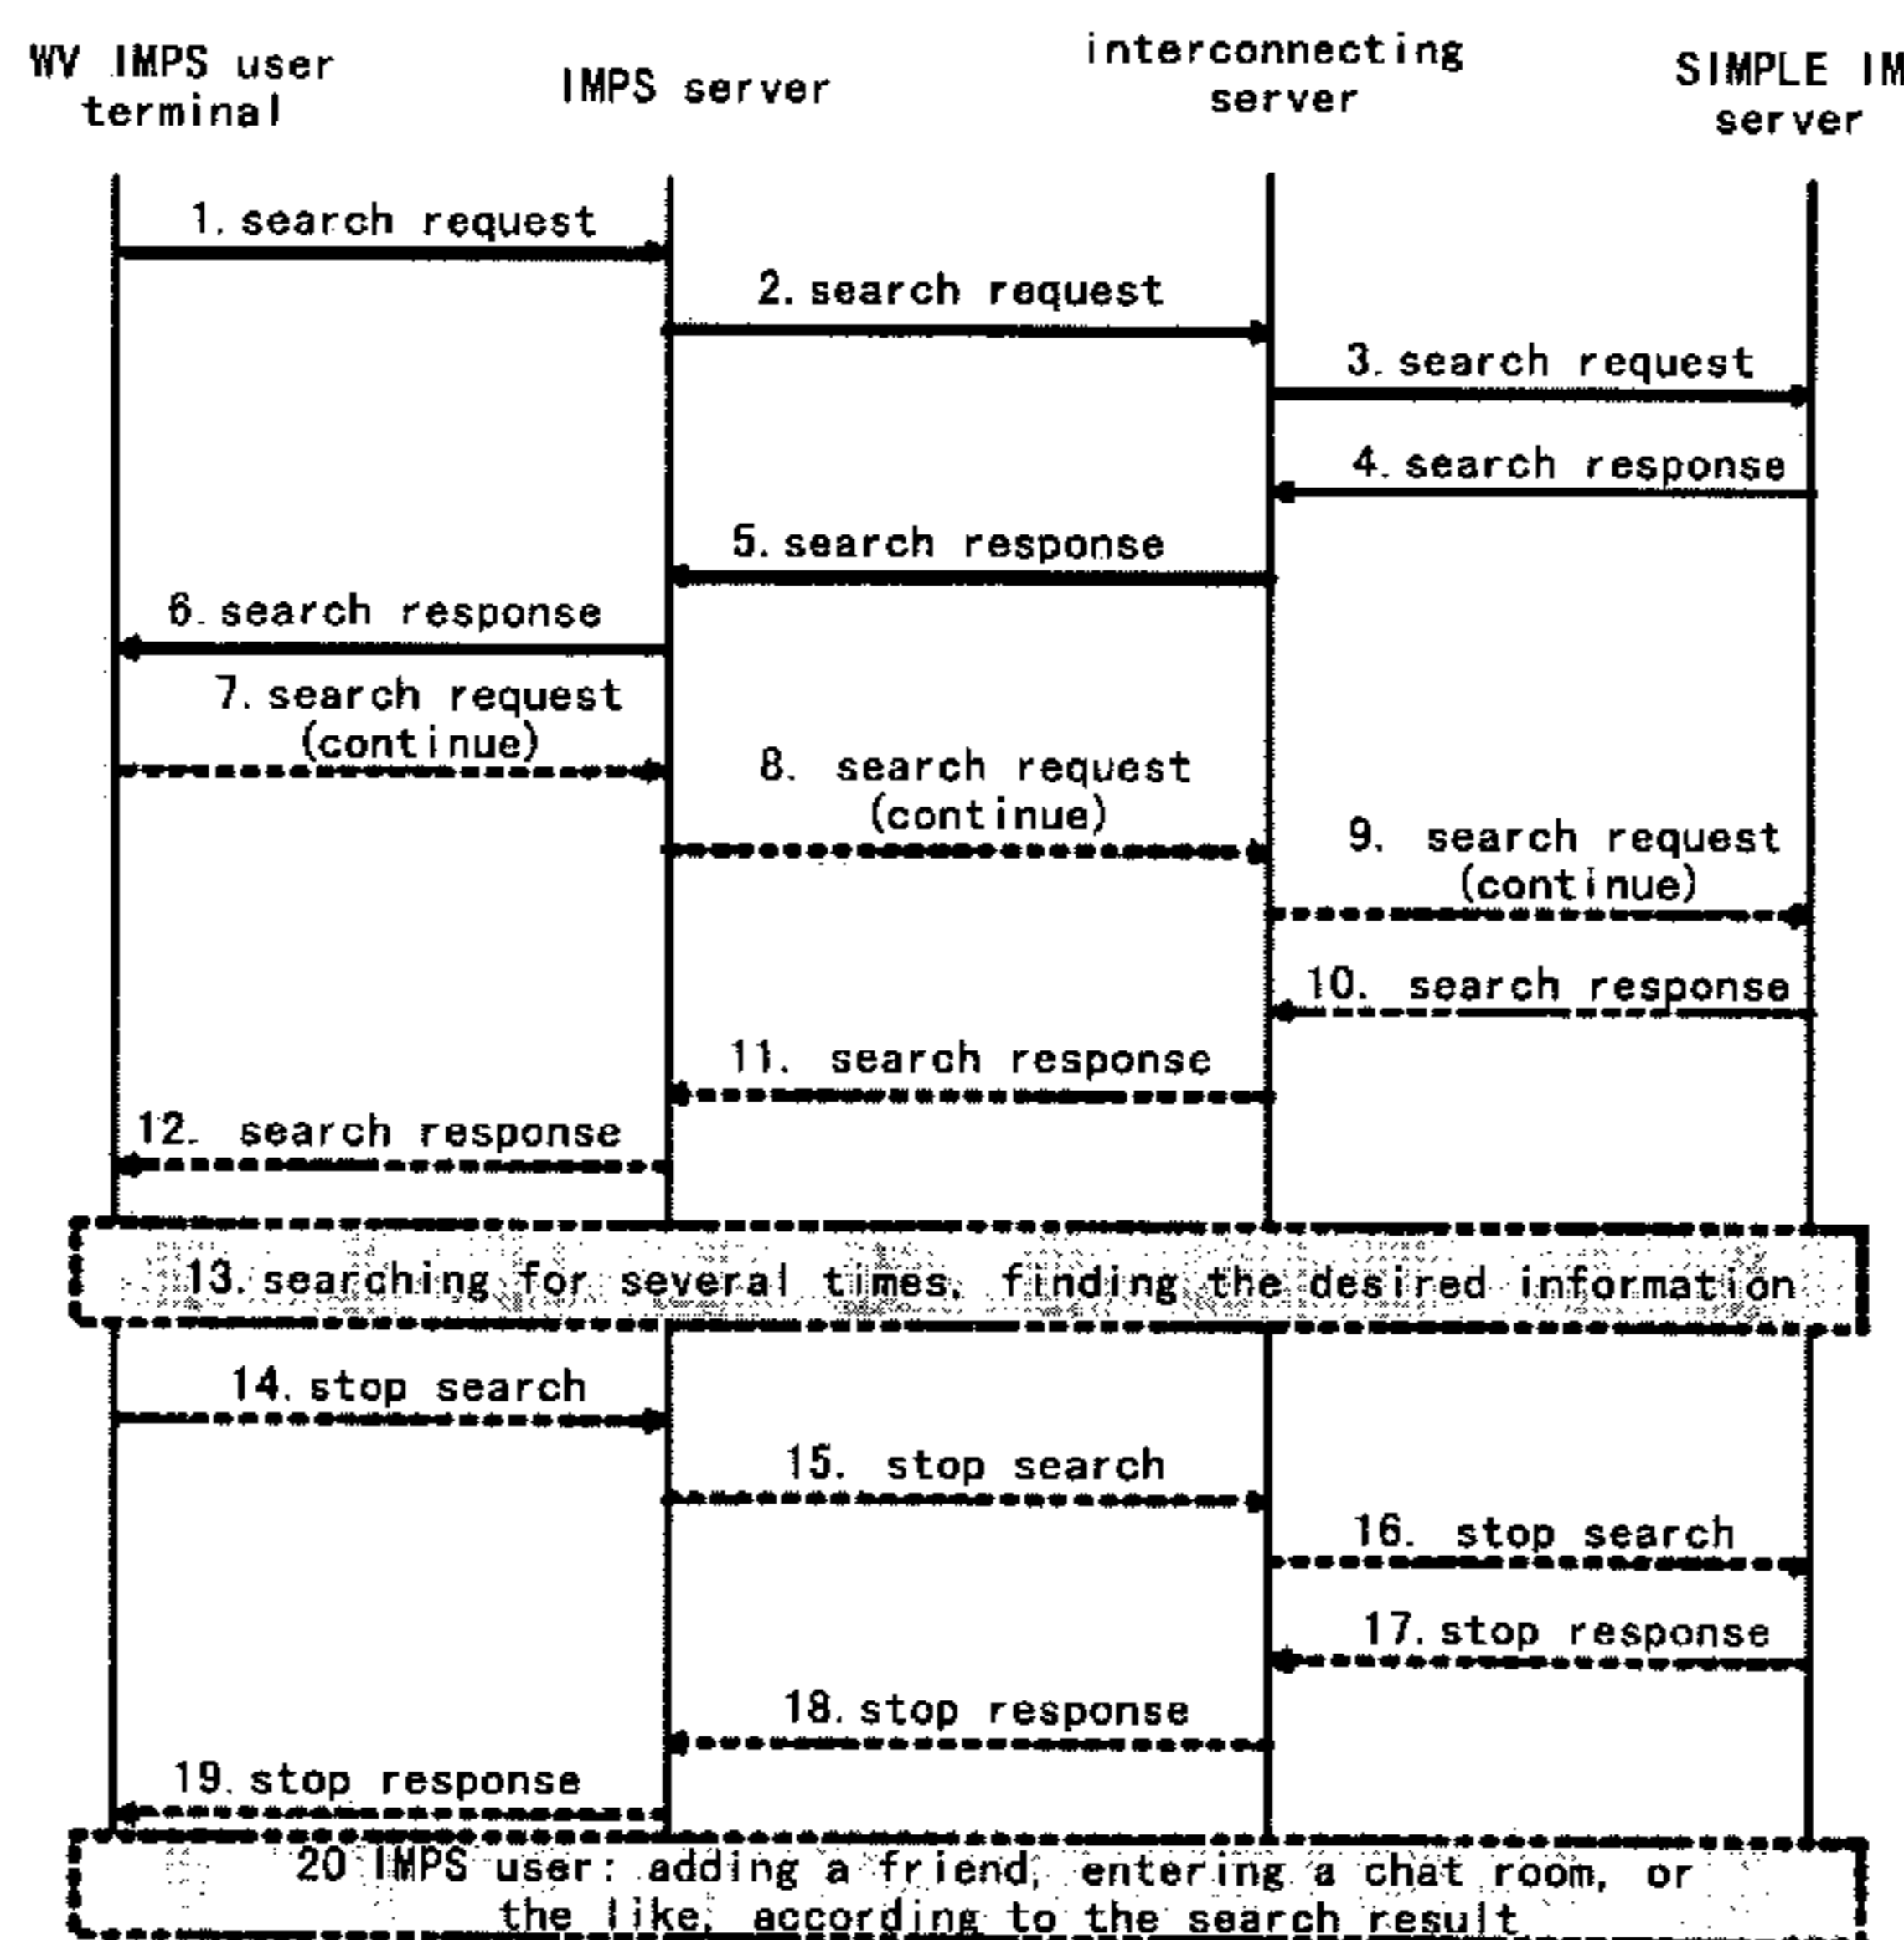 WV IMPS user
terminal
IMPS server
interconnecting
server
SIMPLE IM
server
1. search request
2. search request
3. search request
4. search response
5. search response
6. search response
7. search request
(continue)
8. search request
(continue)
9. search request
(continue)
10. search response
11. search response
12. search response
13. searching for several times, finding the desired information
14. stop search
15. stop search
16. stop search
17. stop response
18. stop response
19. stop response
20 IMPS user: adding a friend, entering a chat room, or
the like, according to the search result